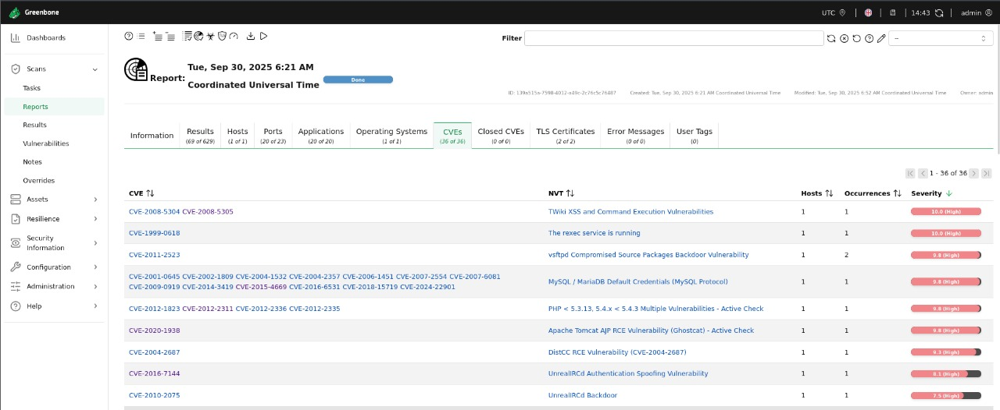 Greenbone
UTC
14:43
admin
Dashboards
Scans
Tasks
Reports
Results
Vulnerabilities
Notes
Overrides
Assets
Resilience
Security
Information
Configuration
Administration
Help
Filter
--
Report:
Tue, Sep 30, 2025 6:21 AM
Coordinated Universal Time
Done
ID: 139a515a-7598-4012-a49c-2c76c5c76487 Created: Tue, Sep 30, 2025 6:21 AM Coordinated Universal Time Modified: Tue, Sep 30, 2025 6:52 AM Coordinated Universal Time Owner: admin
Information
Results
(69 of 629)
Hosts
(1 of 1)
Ports
(20 of 23)
Applications
(20 of 20)
Operating Systems
(1 of 1)
CVEs
(36 of 36)
Closed CVEs
(0 of 0)
TLS Certificates
(2 of 2)
Error Messages
(0 of 0)
User Tags
(0)
1 - 36 of 36
CVE NVT Hosts Occurrences Severity
CVE-2008-5304 CVE-2008-5305 TWiki XSS and Command Execution Vulnerabilities 1 1 10.0 (High)
CVE-1999-0618 The rexec service is running 1 1 10.0 (High)
CVE-2011-2523 vsftpd Compromised Source Packages Backdoor Vulnerability 1 2 9.8 (High)
CVE-2001-0645 CVE-2002-1809 CVE-2004-1532 CVE-2004-2357 CVE-2006-1451 CVE-2007-2554 CVE-2007-6081
CVE-2009-0919 CVE-2014-3419 CVE-2015-4669 CVE-2016-6531 CVE-2018-15719 CVE-2024-22901
MySQL / MariaDB Default Credentials (MySQL Protocol) 1 1 9.8 (High)
CVE-2012-1823 CVE-2012-2311 CVE-2012-2336 CVE-2012-2335 PHP < 5.3.13, 5.4.x < 5.4.3 Multiple Vulnerabilities - Active Check 1 1 9.8 (High)
CVE-2020-1938 Apache Tomcat AJP RCE Vulnerability (Ghostcat) - Active Check 1 1 9.8 (High)
CVE-2004-2687 DistCC RCE Vulnerability (CVE-2004-2687) 1 1 9.3 (High)
CVE-2016-7144 UnrealIRCd Authentication Spoofing Vulnerability 1 1 8.1 (High)
CVE-2010-2075 UnrealIRCd Backdoor 1 1 7.5 (High)